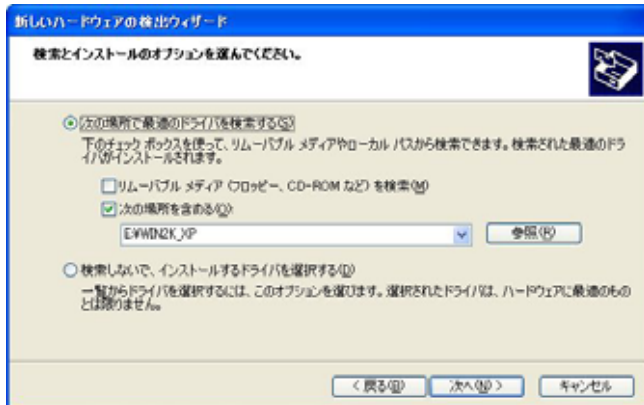 新しいハードウェアの検出ウィザード
検索とインストールのオプションを選んでください。
次の場所で最適のドライバを検索する(S)
下のチェック ボックスを使って、リムーバブル メディアやローカル パスから検索できます。検索された最適のドラ
イバがインストールされます。
リムーバブル メディア (フロッピー、CD-ROM など) を検索(M)
次の場所を含める(O):
E:¥WIN2K_XP
参照(R)
検索しないで、インストールするドライバを選択する(D)
一覧からドライバを選択するには、このオプションを選びます。選択されたドライバは、ハードウェアに最適のもの
とは限りません。
< 戻る(B)
次へ(N) >
キャンセル